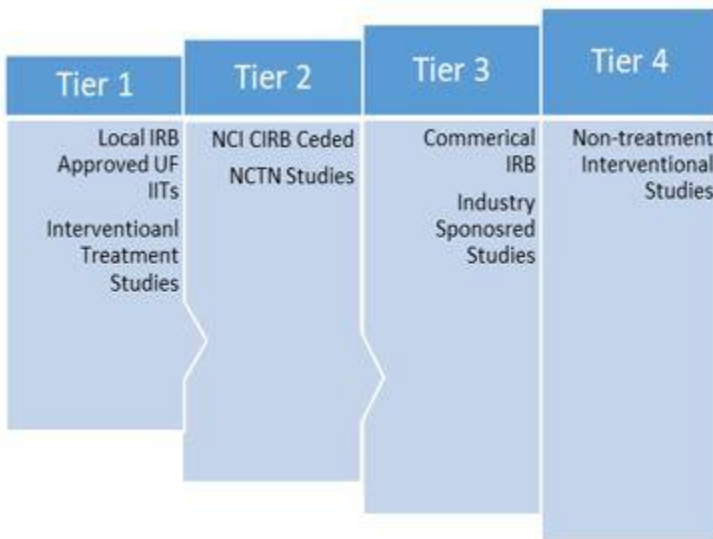 Tier 1
Local IRB
Approved UF
IITs
Interventioanl
Treatment
Studies
Tier 2
NCI CIRB Ceded
NCTN Studies
Tier 3
Commerical
IRB
Industry
Sponosred
Studies
Tier 4
Non-treatment
Interventional
Studies